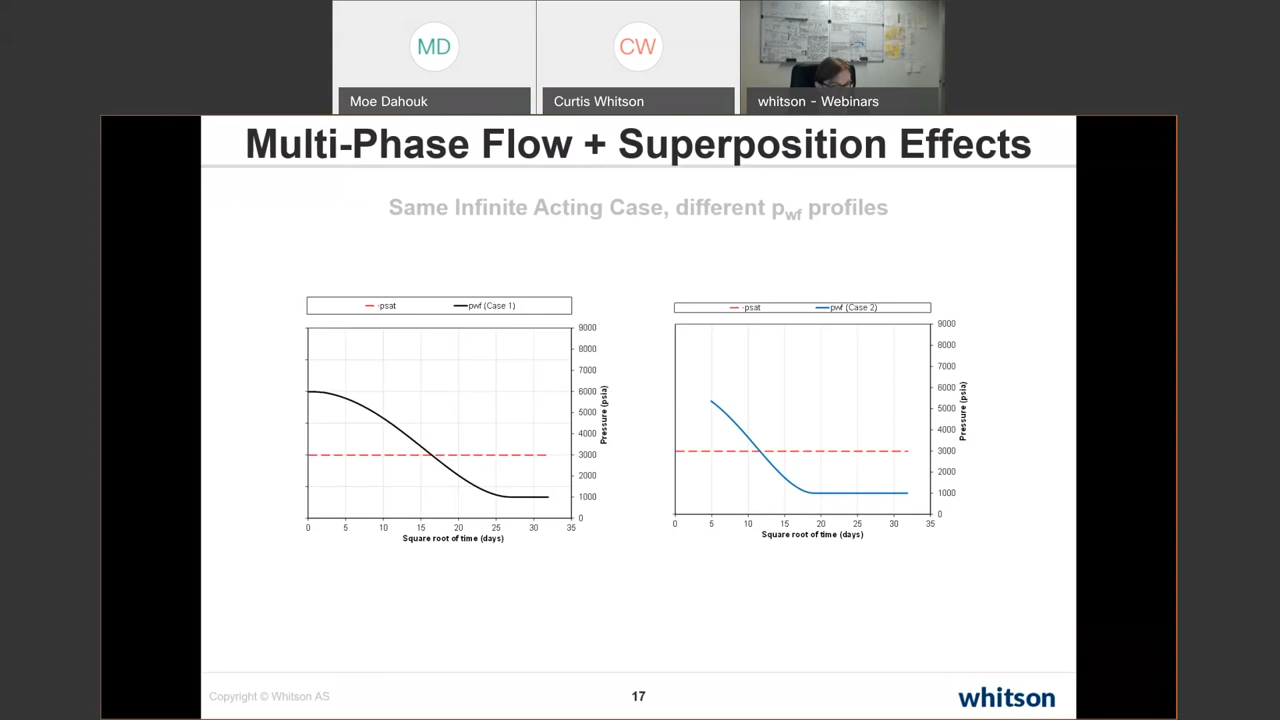 MD
CW
Moe Dahouk
Curtis Whitson
whitson - Webinars
Multi-Phase Flow + Superposition Effects
Same Infinite Acting Case, different pwf profiles
-psat
pwf (Case 1)
9000
8000
7000
6000
5000
4000
3000
2000
1000
0
Pressure (psia)
0 5 10 15 20 25 30 35
Square root of time (days)
-psat
pwf (Case 2)
9000
8000
7000
6000
5000
4000
3000
2000
1000
0
Pressure (psia)
0 5 10 15 20 25 30 35
Square root of time (days)
Copyright © Whitson AS
17
whitson